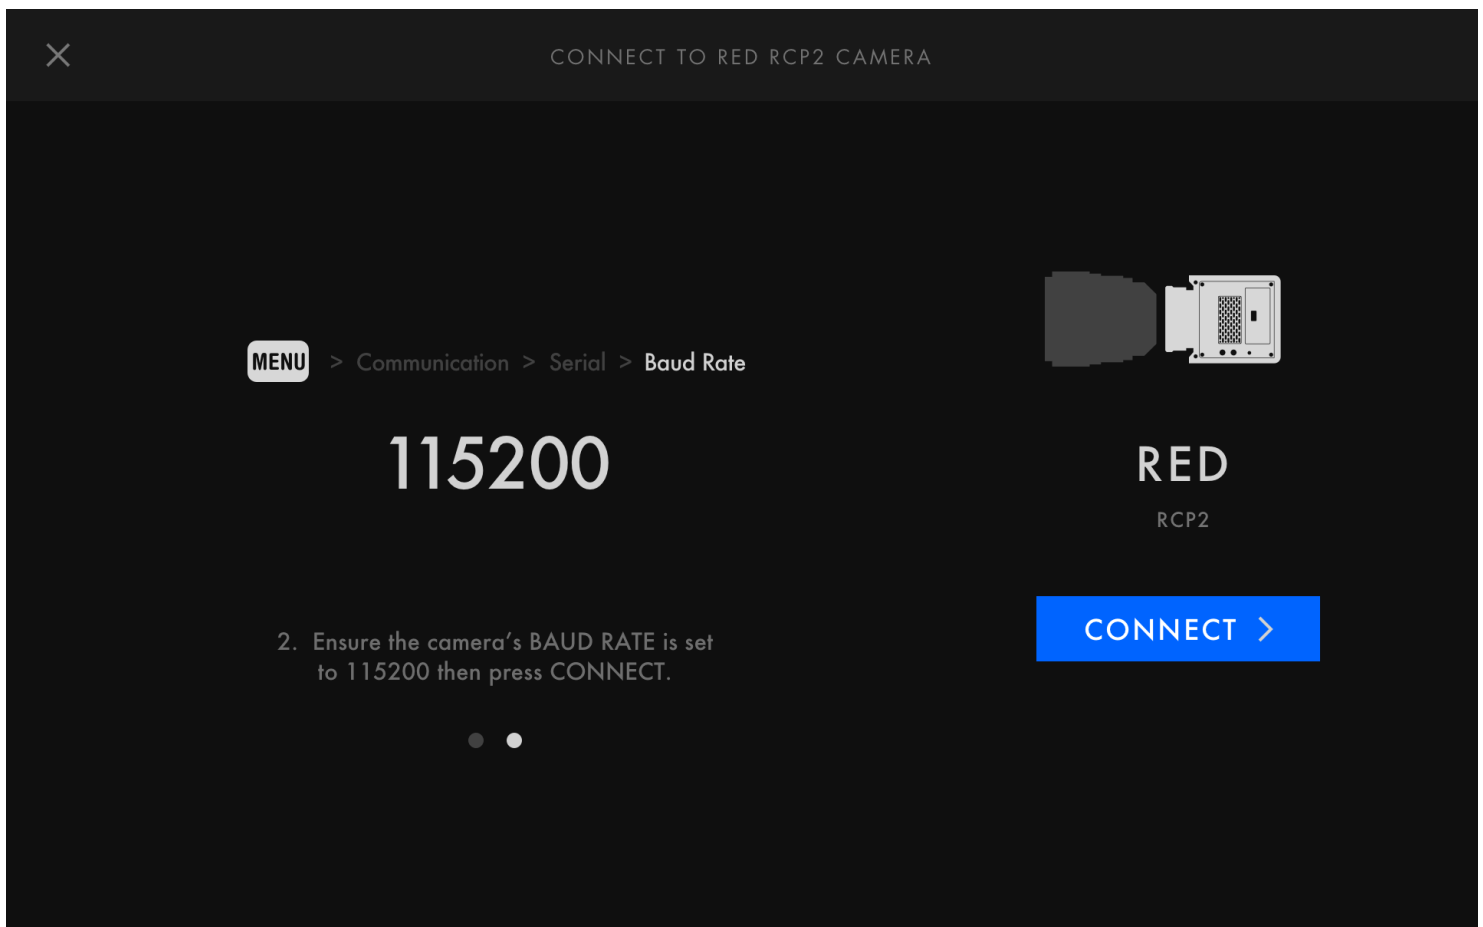 CONNECT TO RED RCP2 CAMERA
MENU > Communication > Serial > Baud Rate
115200
2. Ensure the camera’s BAUD RATE is set
to 115200 then press CONNECT.
RED
RCP2
CONNECT >